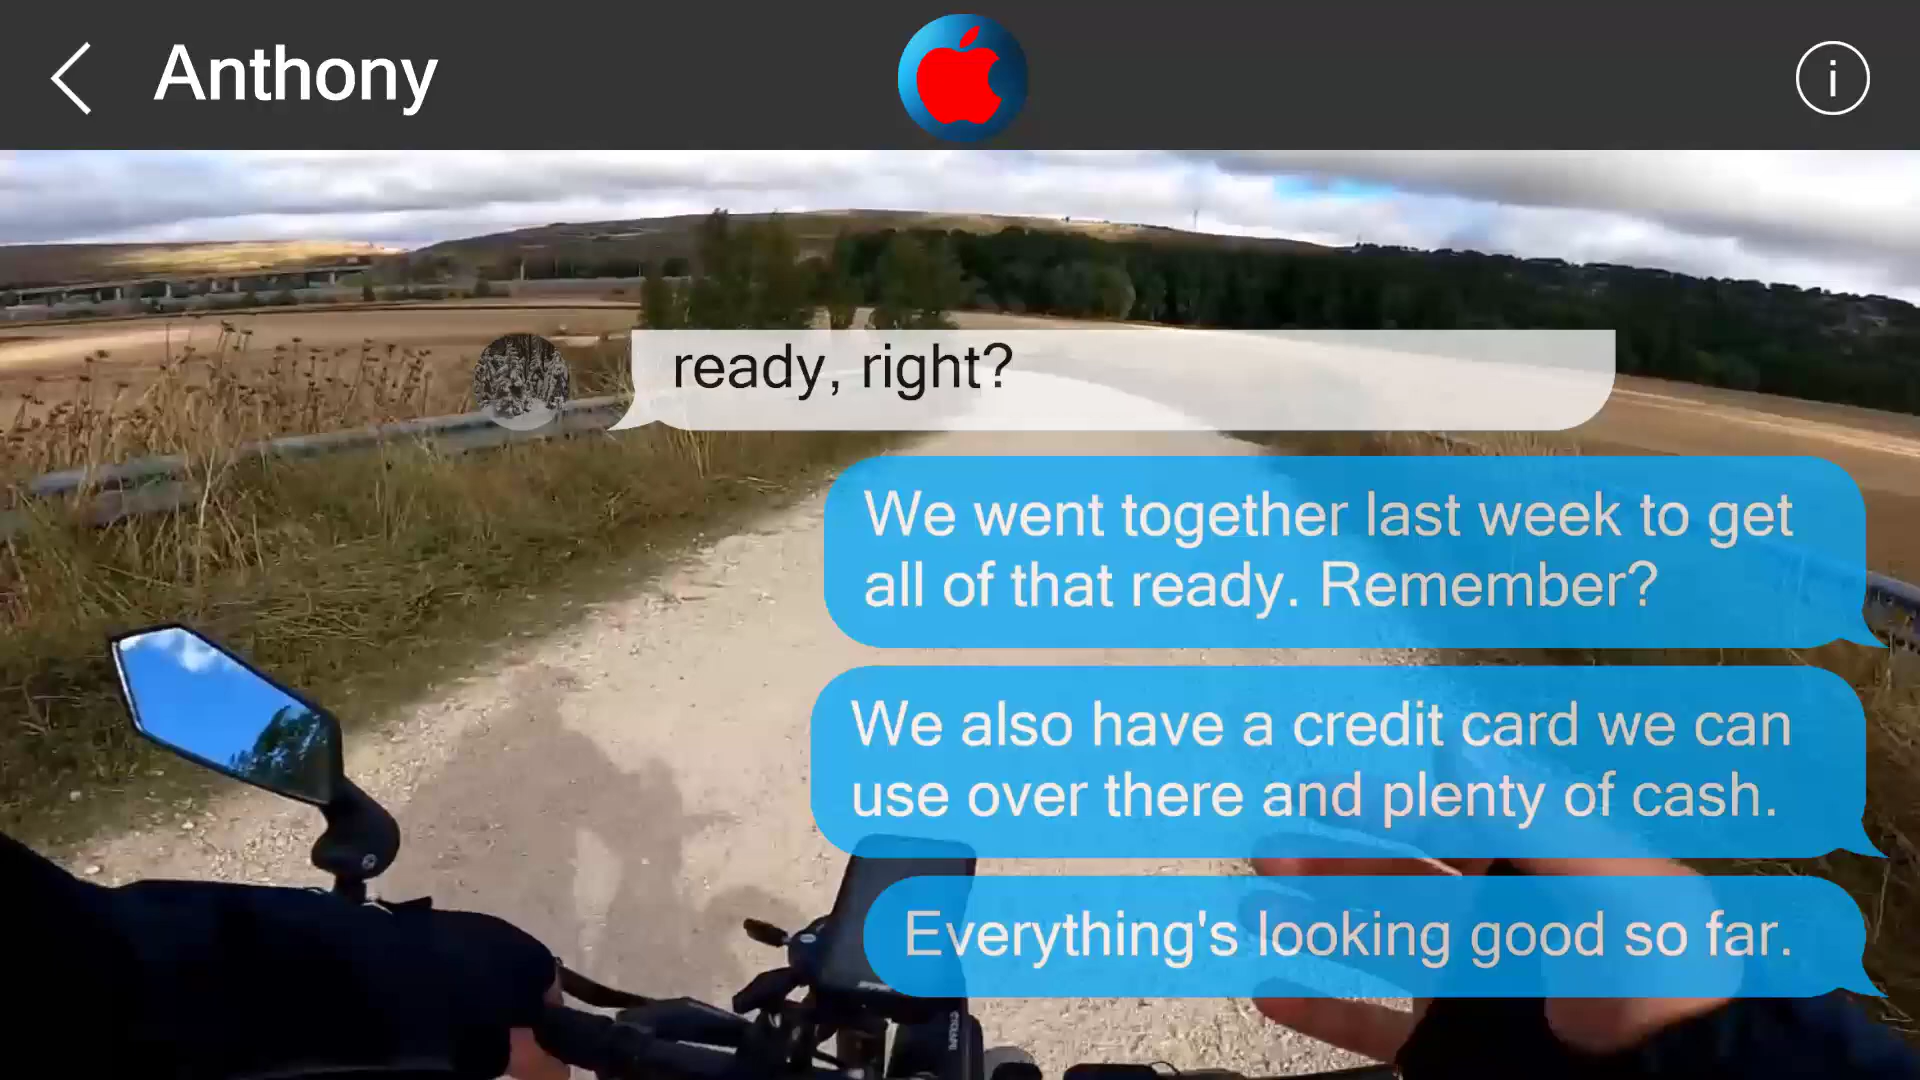 Anthony
i
ready, right?
We went together last week to get
all of that ready. Remember?
We also have a credit card we can
use over there and plenty of cash.
Everything's looking good so far.